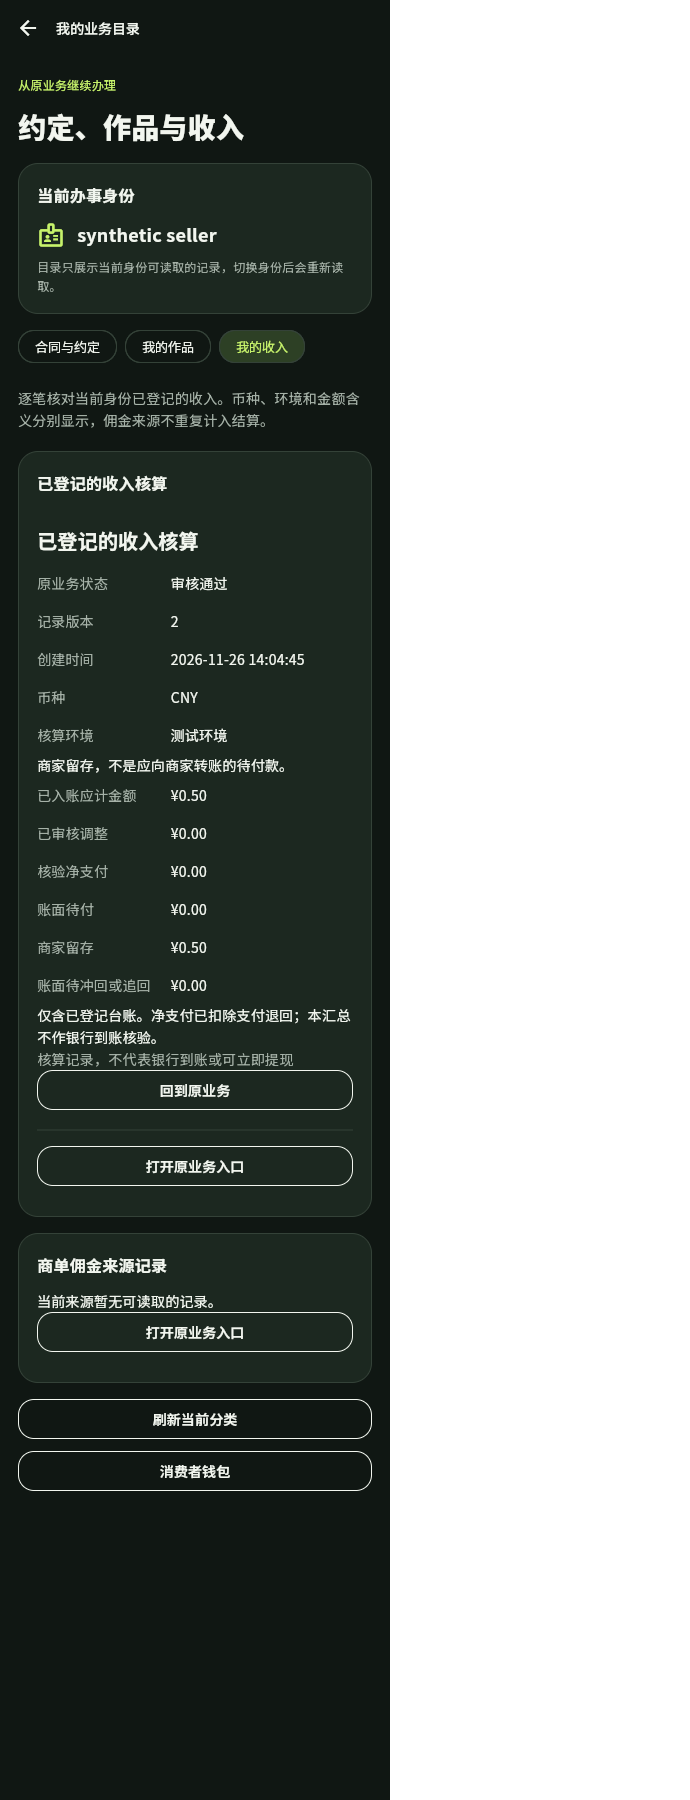 我的业务目录
从原业务继续办理
约定、作品与收入
当前办事身份
synthetic seller
目录只展示当前身份可读取的记录，切换身份后会重新读
取。
合同与约定 我的作品 我的收入
逐笔核对当前身份已登记的收入。币种、环境和金额含
义分别显示，佣金来源不重复计入结算。
已登记的收入核算
已登记的收入核算
原业务状态 审核通过
记录版本 2
创建时间 2026-11-26 14:04:45
币种 CNY
核算环境 测试环境
商家留存，不是应向商家转账的待付款。
已入账应计金额 ¥0.50
已审核调整 ¥0.00
核验净支付 ¥0.00
账面待付 ¥0.00
商家留存 ¥0.50
账面待冲回或追回 ¥0.00
仅含已登记台账。净支付已扣除支付退回；本汇总
不作银行到账核验。
核算记录，不代表银行到账或可立即提现
回到原业务
打开原业务入口
商单佣金来源记录
当前来源暂无可读取的记录。
打开原业务入口
刷新当前分类
消费者钱包